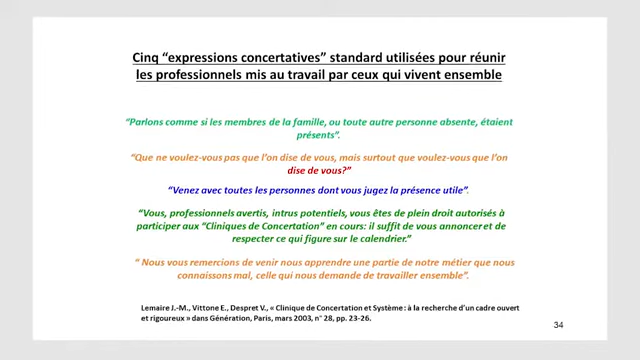 Cinq “expressions concertatives” standard utilisées pour réunir
les professionnels mis au travail par ceux qui vivent ensemble
“Parlons comme si les membres de la famille, ou toute autre personne absente, étaient
présents”.
“Que ne voulez-vous pas que l’on dise de vous, mais surtout que voulez-vous que l’on
dise de vous?”
“Venez avec toutes les personnes dont vous jugez la présence utile”.
“Vous, professionnels avertis, intrus potentiels, vous êtes de plein droit autorisés à
participer aux “Cliniques de Concertation” en cours: il suffit de vous annoncer et de
respecter ce qui figure sur le calendrier.”
“ Nous vous remercions de venir nous apprendre une partie de notre métier que nous
connaissons mal, celle qui nous demande de travailler ensemble”.
Lemaire J.-M., Vittone E., Despret V., « Clinique de Concertation et Système : à la recherche d’un cadre ouvert
et rigoureux » dans Génération, Paris, mars 2003, n° 28, pp. 23-26.
34